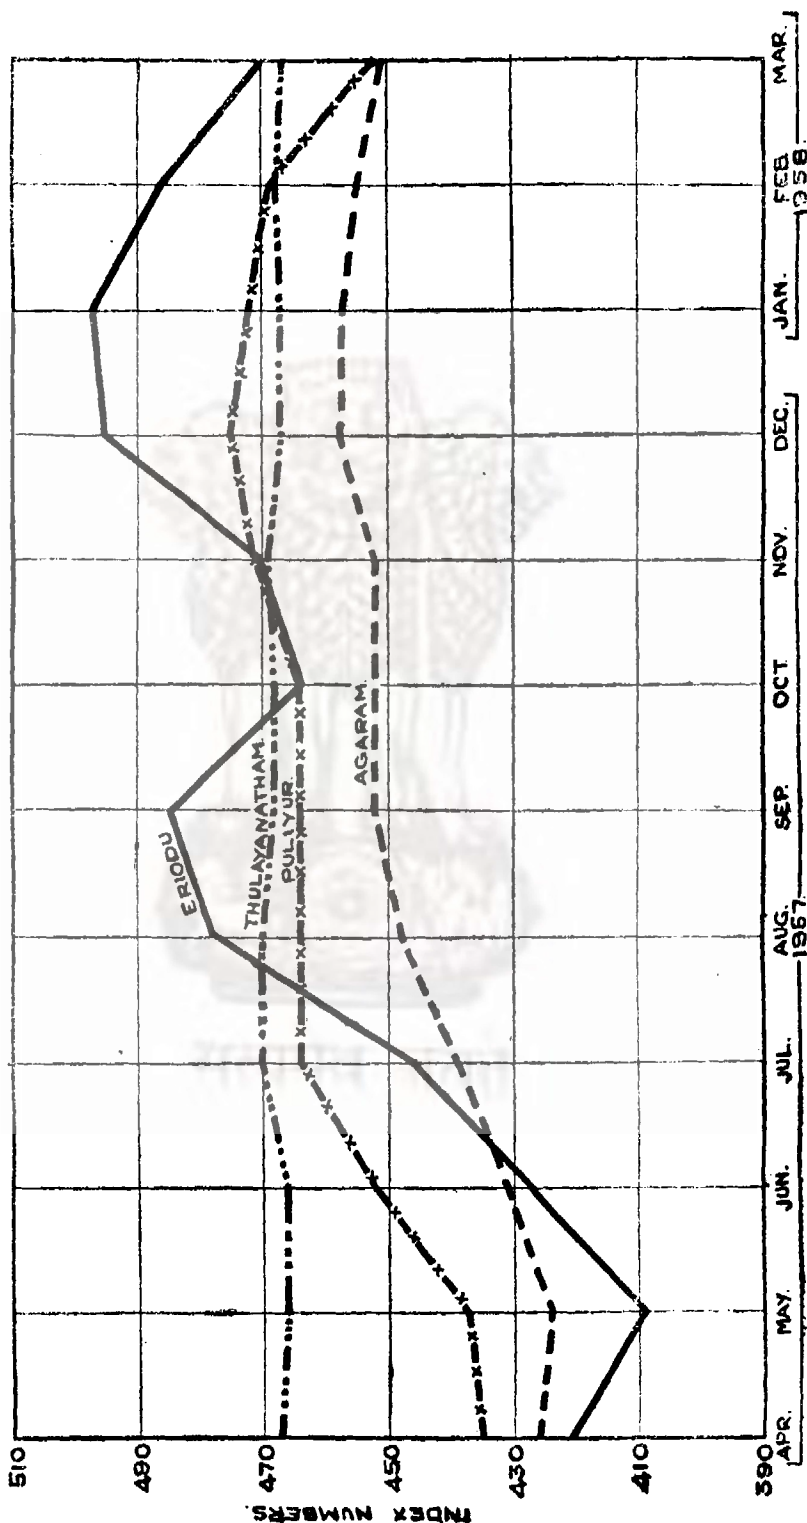 INDEX NUMBERS.
510
490
470
450
430
410
390
ERIODU
THULAYANATHAM.
PULIYUR.
AGARAM.
APR. MAY. JUN. JUL. AUG. SEP. OCT. NOV. DEC. JAN. FEB. MAR.
1957. 1958.